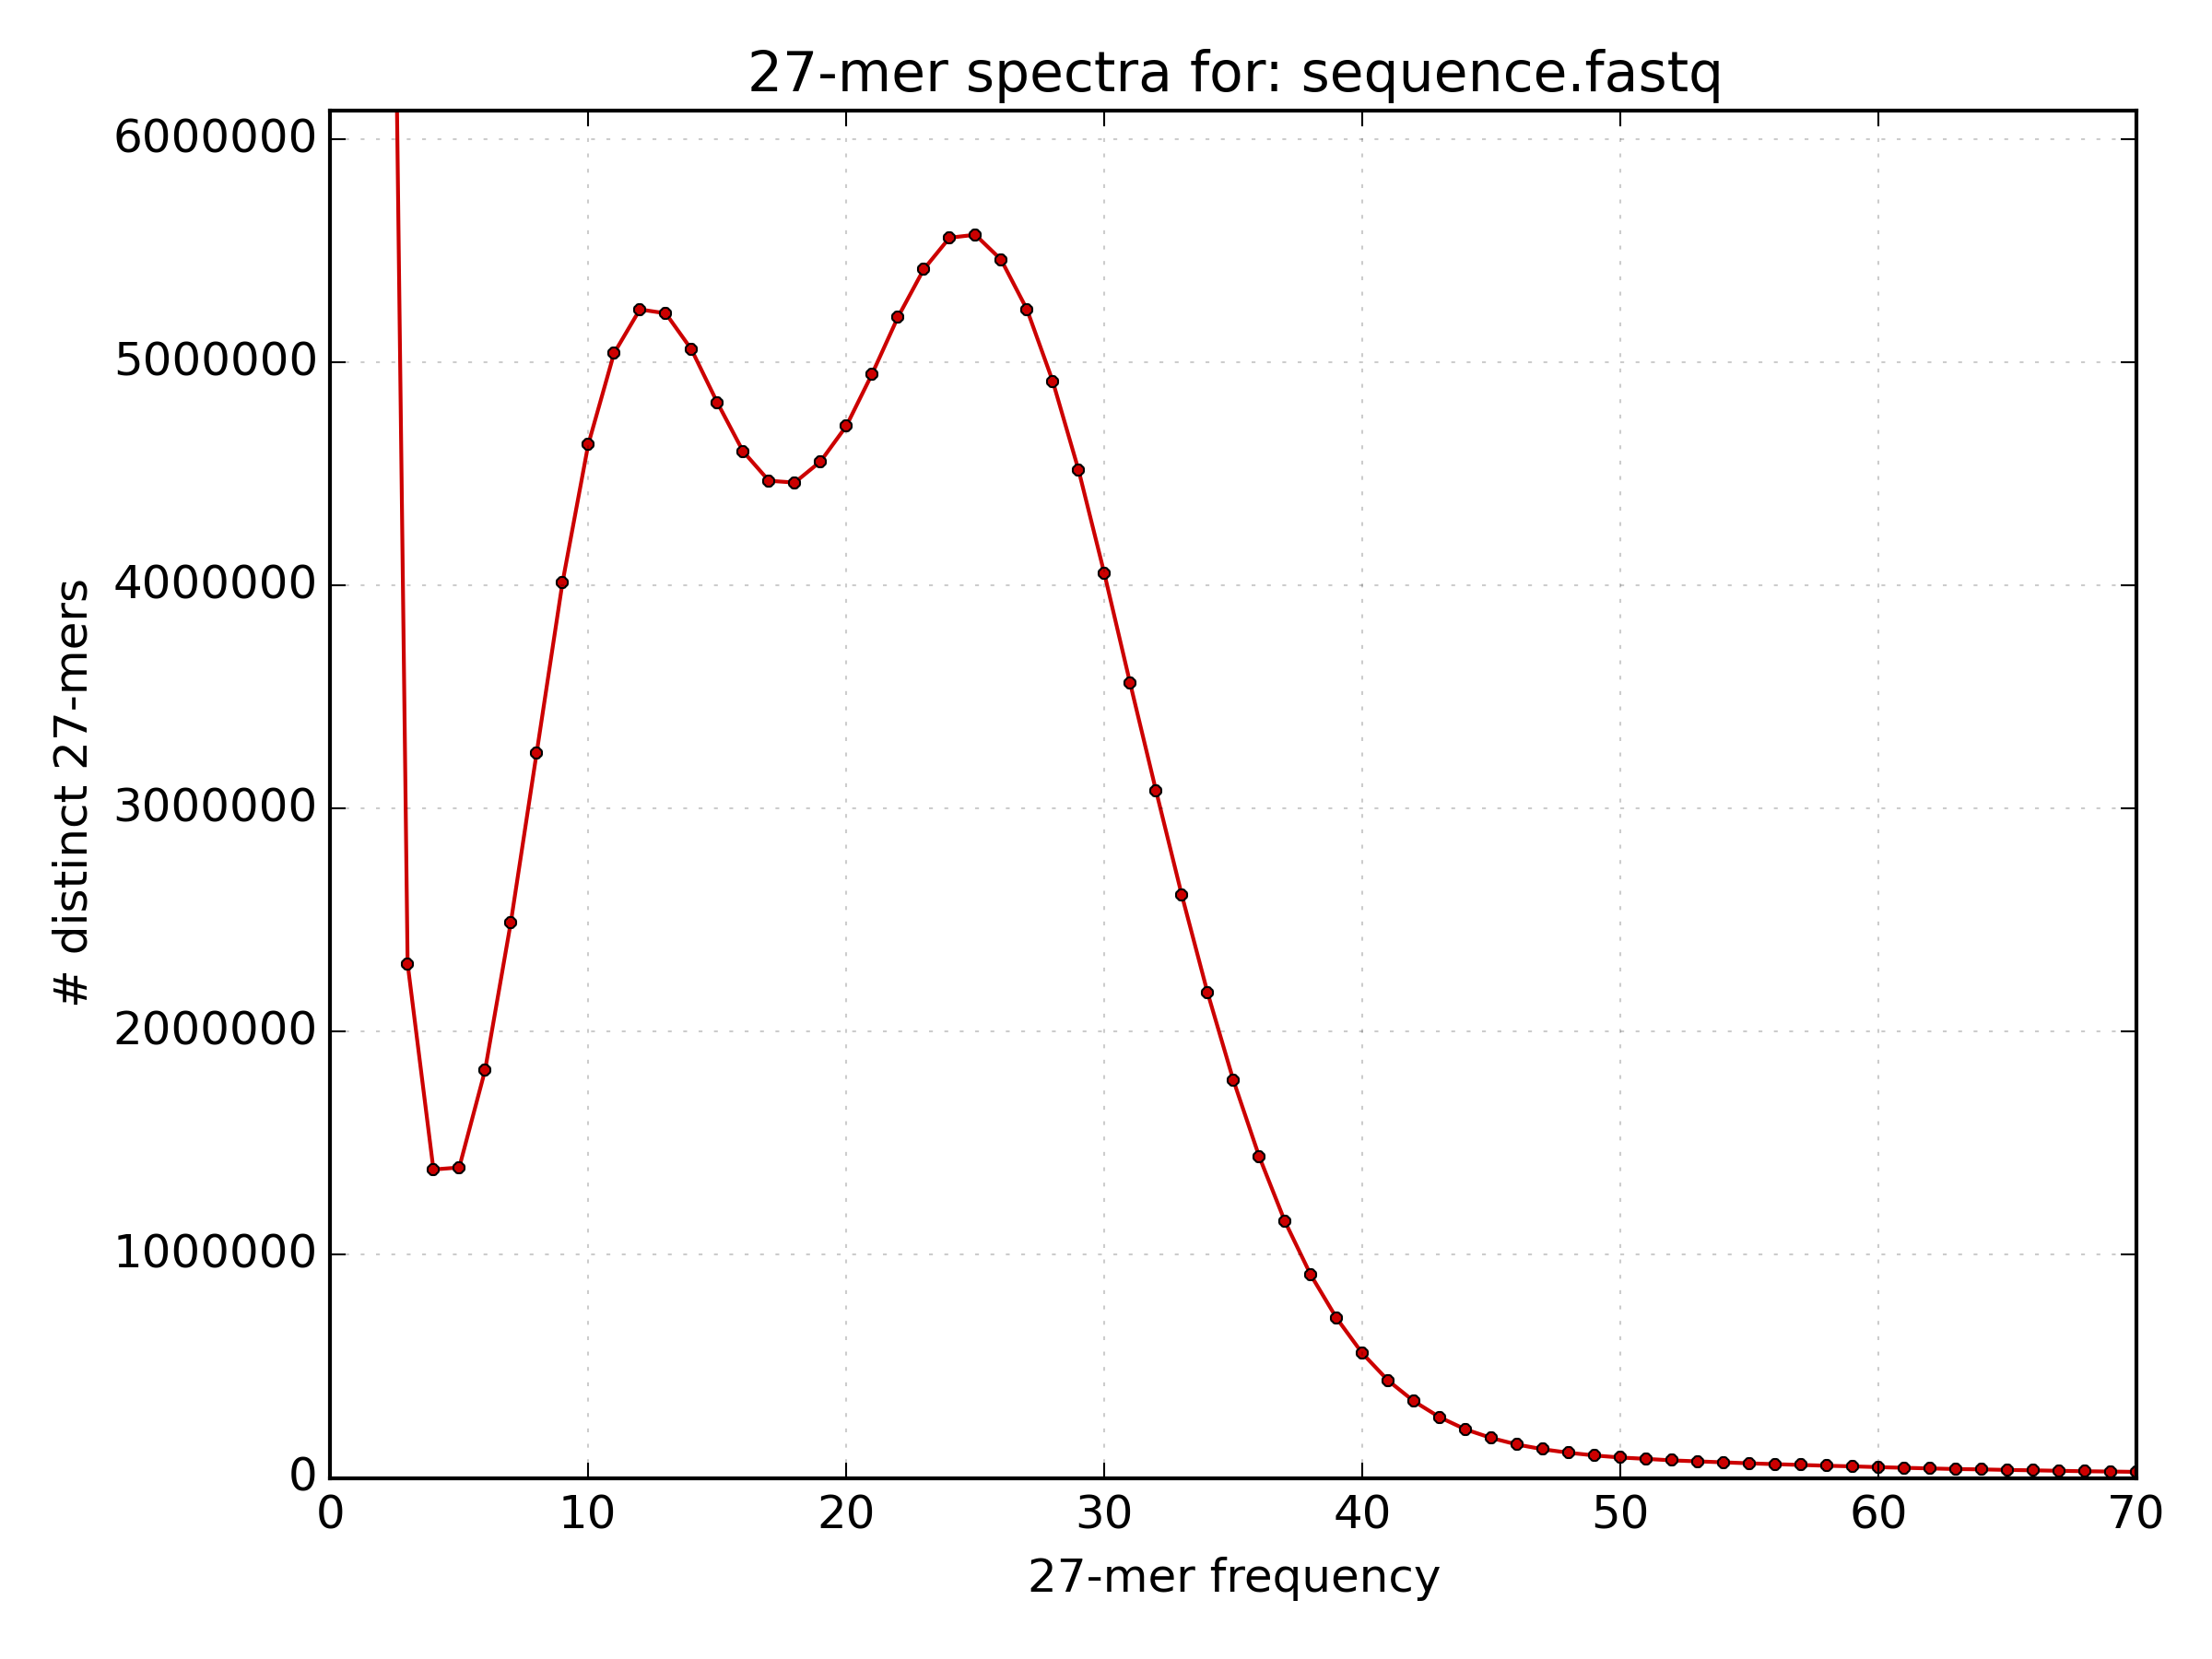 27-mer spectra for: sequence.fastq
6000000
5000000
4000000
3000000
2000000
1000000
0
# distinct 27-mers
0 10 20 30 40 50 60 70
27-mer frequency